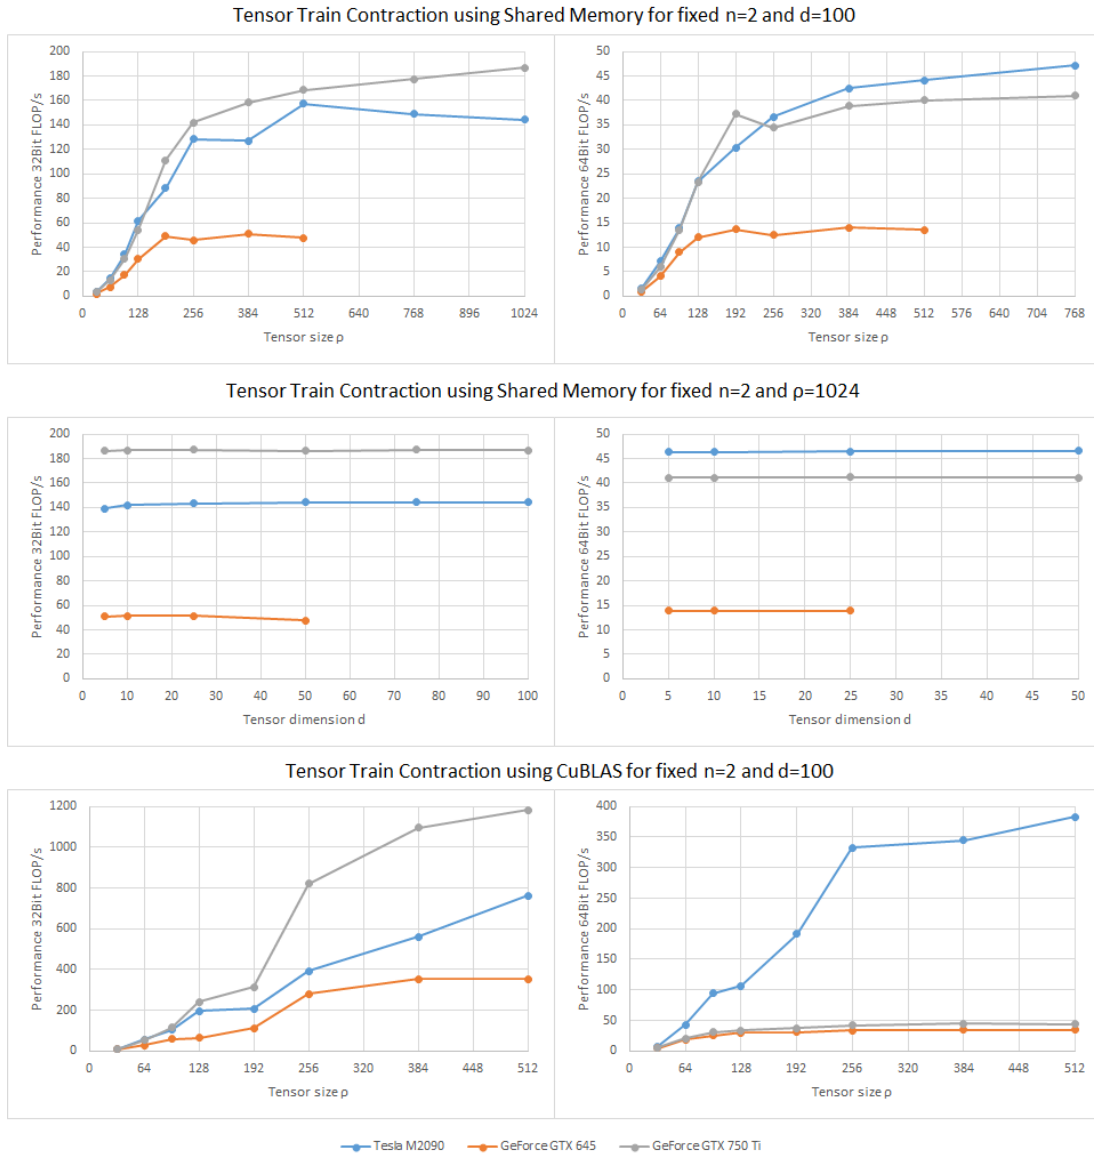 Tensor Train Contraction using Shared Memory for fixed n=2 and d=100
Performance 32Bit FLOP/s
200
180
160
140
120
100
80
60
40
20
0
0 128 256 384 512 640 768 896 1024
Tensor size ρ
Performance 64Bit FLOP/s
50
45
40
35
30
25
20
15
10
5
0
0 64 128 192 256 320 384 448 512 576 640 704 768
Tensor size ρ
Tensor Train Contraction using Shared Memory for fixed n=2 and ρ=1024
Performance 32Bit FLOP/s
200
180
160
140
120
100
80
60
40
20
0
0 10 20 30 40 50 60 70 80 90 100
Tensor dimension d
Performance 64Bit FLOP/s
50
45
40
35
30
25
20
15
10
5
0
0 5 10 15 20 25 30 35 40 45 50
Tensor dimension d
Tensor Train Contraction using CuBLAS for fixed n=2 and d=100
Performance 32Bit FLOP/s
1200
1000
800
600
400
200
0
0 64 128 192 256 320 384 448 512
Tensor size ρ
Performance 64Bit FLOP/s
400
350
300
250
200
150
100
50
0
0 64 128 192 256 320 384 448 512
Tensor size ρ
Tesla M2090 GeForce GTX 645 GeForce GTX 750 Ti